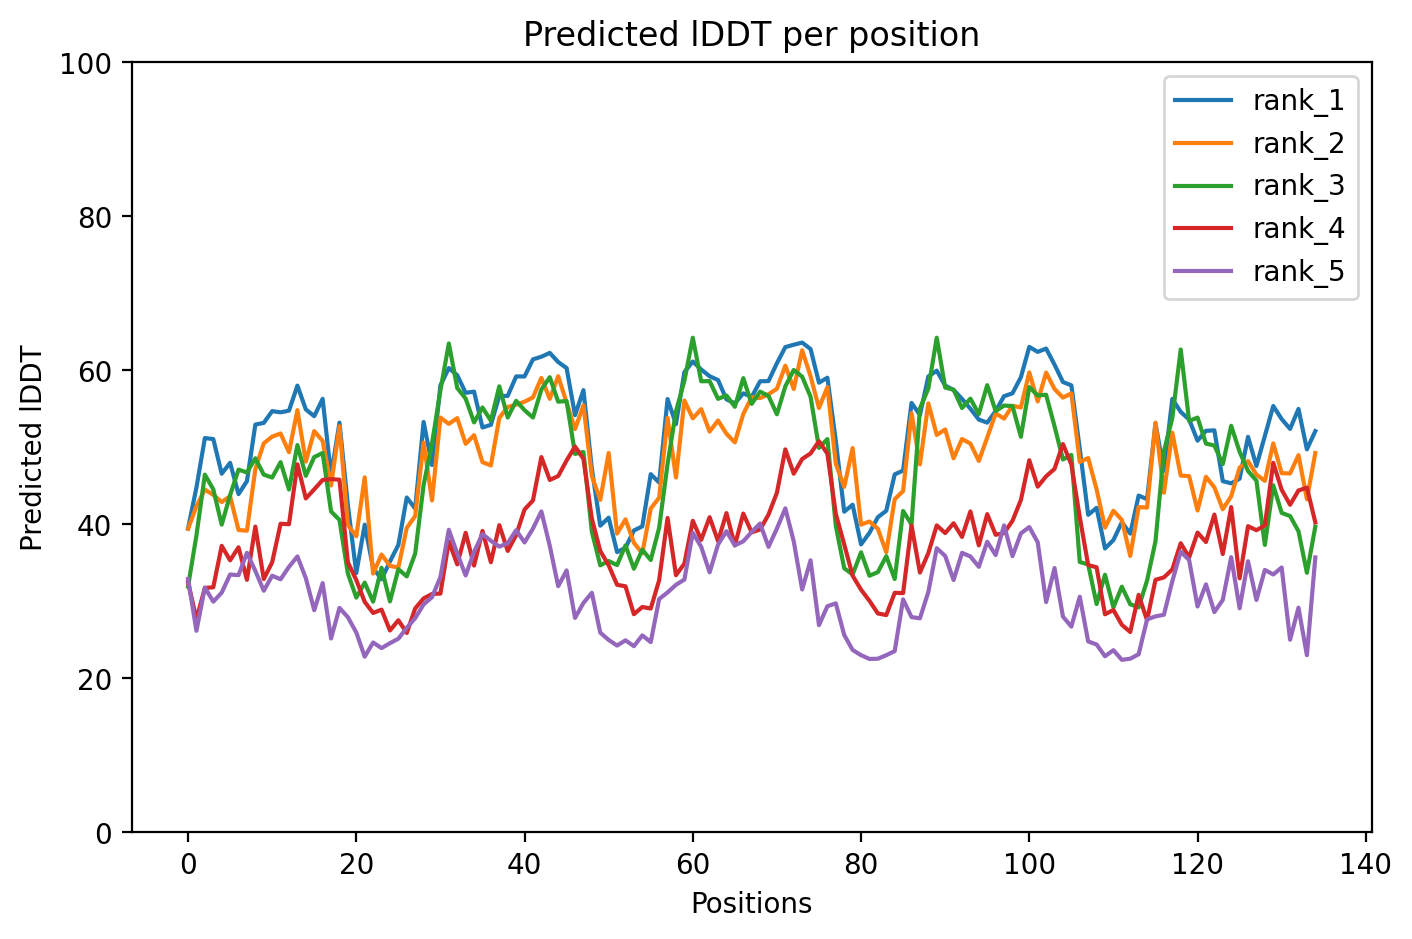 Predicted lDDT per position
100
80
60
40
20
0
Predicted lDDT
rank_1
rank_2
rank_3
rank_4
rank_5
0 20 40 60 80 100 120 140
Positions